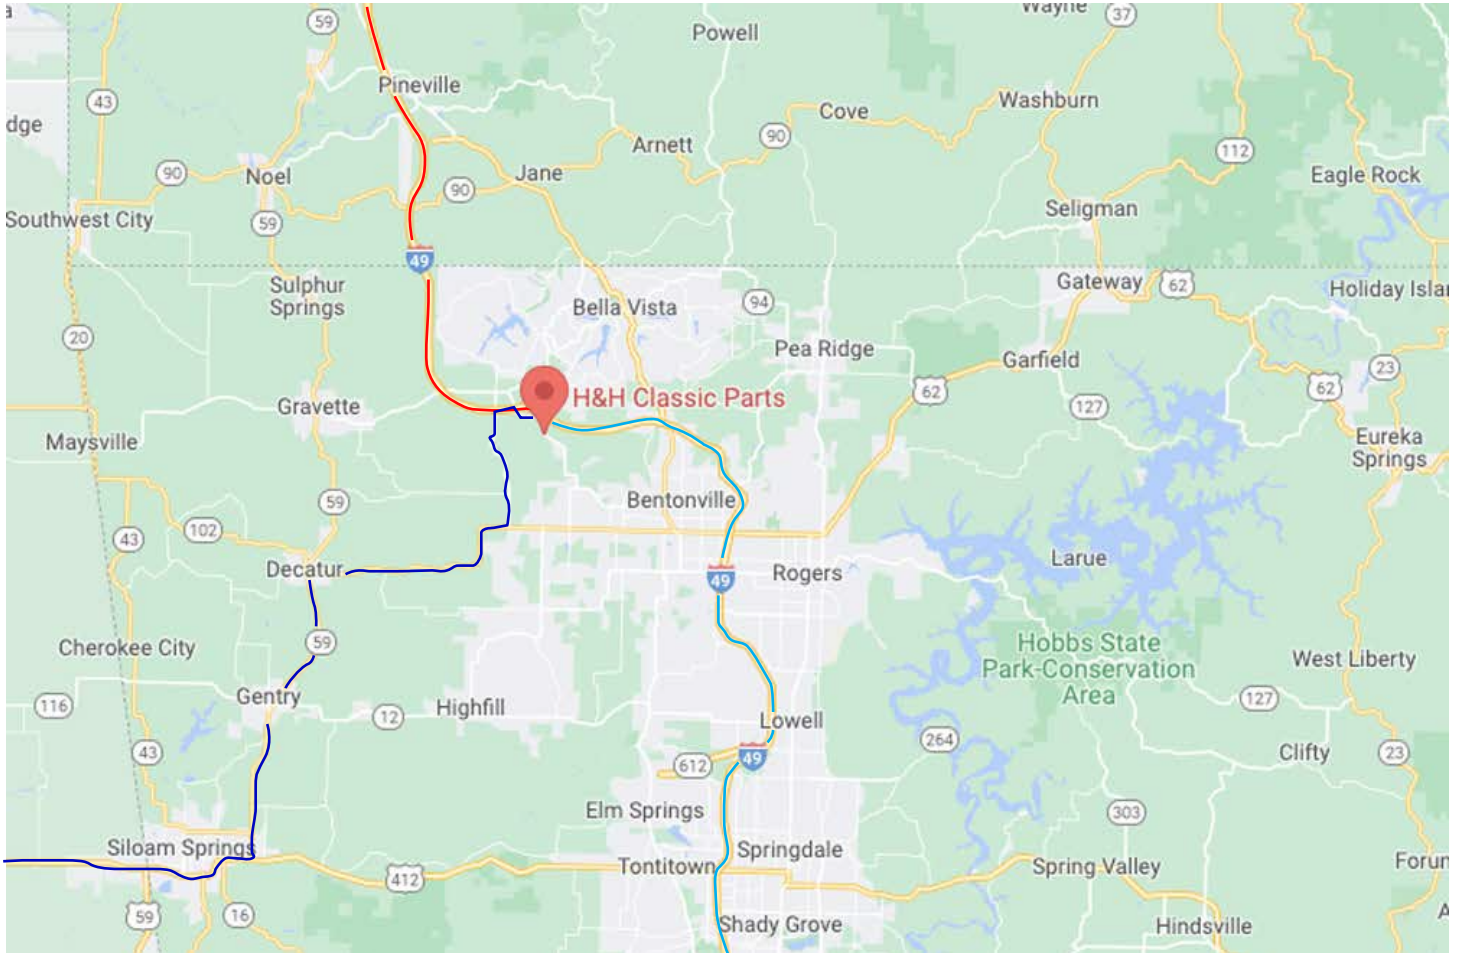 a
59
Wayne
37
Powell
Pineville
43
Cove
Washburn
dge
90
Arnett
112
90
Noel
90
Jane
Eagle Rock
Southwest City
59
Seligman
49
Sulphur
Springs
Bella Vista
94
Gateway
62
Holiday Islan
20
Pea Ridge
Garfield
23
62
62
H&H Classic Parts
Gravette
127
Maysville
Eureka
Springs
59
Bentonville
102
43
Decatur
49
Rogers
Larue
59
Cherokee City
Hobbs State
Park-Conservation
Area
West Liberty
Gentry
116
12
Highfill
127
Lowell
264
43
612
49
Clifty
23
Elm Springs
303
Siloam Springs
Springdale
Tontitown
Spring Valley
Forum
412
59
16
Shady Grove
Hindsville
A